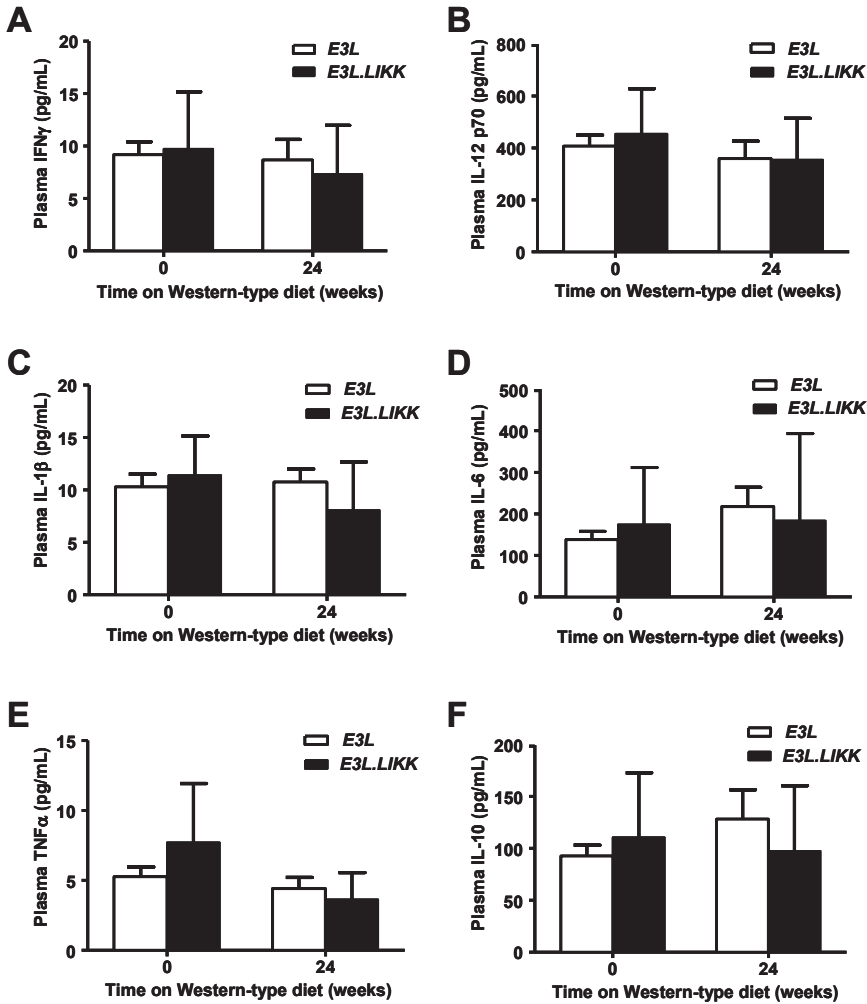 A
Plasma IFNγ (pg/mL)
20
15
10
5
0
E3L
E3L.LIKK
0
24
Time on Western-type diet (weeks)
B
Plasma IL-12 p70 (pg/mL)
800
600
400
200
0
E3L
E3L.LIKK
0
24
Time on Western-type diet (weeks)
C
Plasma IL-1β (pg/mL)
20
15
10
5
0
E3L
E3L.LIKK
0
24
Time on Western-type diet (weeks)
D
Plasma IL-6 (pg/mL)
500
400
300
200
100
0
E3L
E3L.LIKK
0
24
Time on Western-type diet (weeks)
E
Plasma TNFα (pg/mL)
15
10
5
0
E3L
E3L.LIKK
0
24
Time on Western-type diet (weeks)
F
Plasma IL-10 (pg/mL)
200
150
100
50
0
E3L
E3L.LIKK
0
24
Time on Western-type diet (weeks)